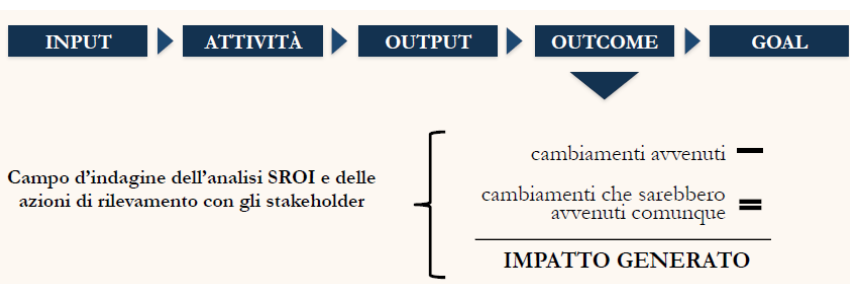 INPUT
ATTIVITÀ
OUTPUT
OUTCOME
GOAL
Campo d'indagine dell'analisi SROI e delle
azioni di rilevamento con gli stakeholder
cambiamenti avvenuti –
cambiamenti che sarebbero
avvenuti comunque =
IMPATTO GENERATO